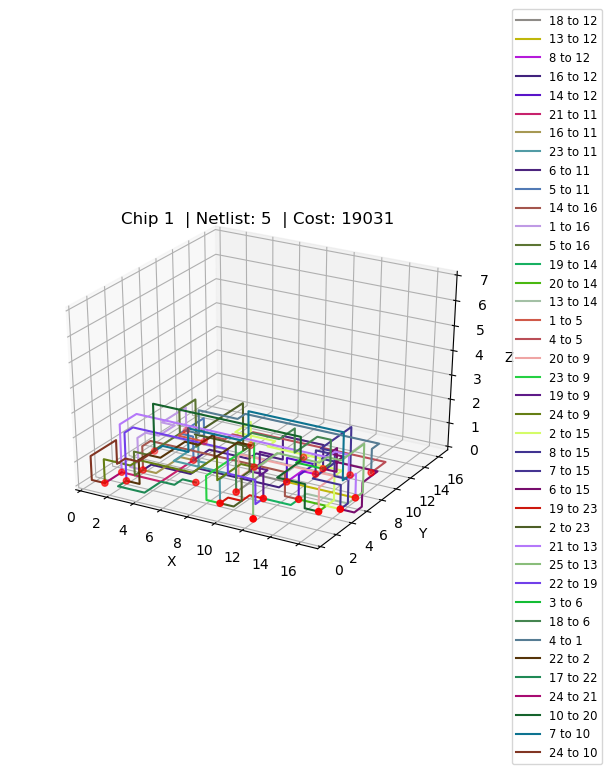 Chip 1  | Netlist: 5  | Cost: 19031
7
6
5
4
3
2
1
0
Z
0
2
4
6
8
10
12
14
16
X
0
2
4
6
8
10
12
14
16
Y
18 to 12
13 to 12
8 to 12
16 to 12
14 to 12
21 to 11
16 to 11
23 to 11
6 to 11
5 to 11
14 to 16
1 to 16
5 to 16
19 to 14
20 to 14
13 to 14
1 to 5
4 to 5
20 to 9
23 to 9
19 to 9
24 to 9
2 to 15
8 to 15
7 to 15
6 to 15
19 to 23
2 to 23
21 to 13
25 to 13
22 to 19
3 to 6
18 to 6
4 to 1
22 to 2
17 to 22
24 to 21
10 to 20
7 to 10
24 to 10